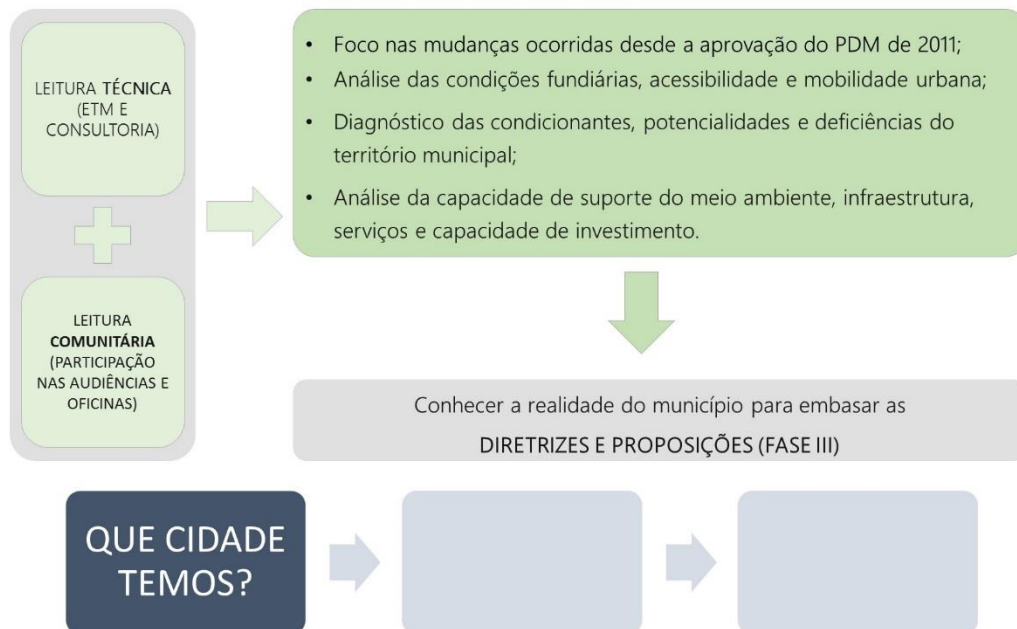 LEITURA TÉCNICA
(ETM E
CONSULTORIA)
LEITURA
COMUNITÁRIA
(PARTICIPAÇÃO
NAS AUDIÊNCIAS E
OFICINAS)
• Foco nas mudanças ocorridas desde a aprovação do PDM de 2011;
• Análise das condições fundiárias, acessibilidade e mobilidade urbana;
• Diagnóstico das condicionantes, potencialidades e deficiências do
território municipal;
• Análise da capacidade de suporte do meio ambiente, infraestrutura,
serviços e capacidade de investimento.
Conhecer a realidade do município para embasar as
DIRETRIZES E PROPOSIÇÕES (FASE III)
QUE CIDADE
TEMOS?